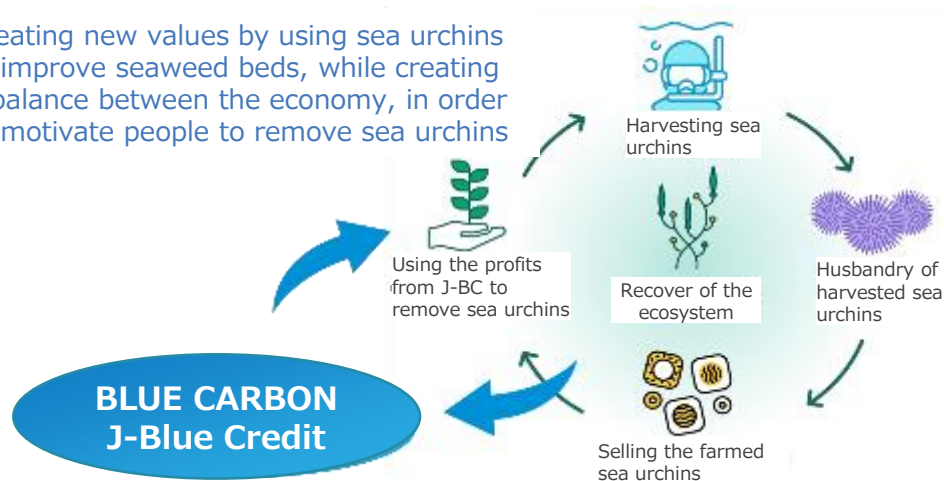 eating new values by using sea urchins
improve seaweed beds, while creating
balance between the economy, in order
motivate people to remove sea urchins
Harvesting sea
urchins
Using the profits
from J-BC to
remove sea urchins
Recover of the
ecosystem
Husbandry of
harvested sea
urchins
BLUE CARBON
J-Blue Credit
Selling the farmed
sea urchins